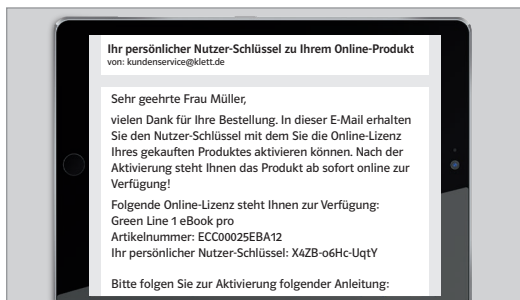 Ihr persönlicher Nutzer-Schlüssel zu Ihrem Online-Produkt
von: kundenservice@klett.de
Sehr geehrte Frau Müller,
vielen Dank für Ihre Bestellung. In dieser E-Mail erhalten
Sie den Nutzer-Schlüssel mit dem Sie die Online-Lizenz
Ihres gekauften Produktes aktivieren können. Nach der
Aktivierung steht Ihnen das Produkt ab sofort online zur
Verfügung!
Folgende Online-Lizenz steht Ihnen zur Verfügung:
Green Line 1 eBook pro
Artikelnummer: ECC00025EBA12
Ihr persönlicher Nutzer-Schlüssel: X4ZB-o6Hc-UqtY
Bitte folgen Sie zur Aktivierung folgender Anleitung: